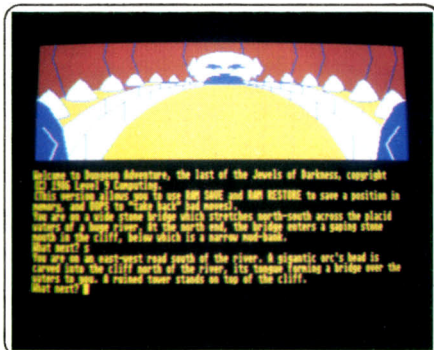 Welcome to Dungeon Adventure, the last of the Jewels of Darkness, copyright
(C) 1986 Level 9 Computing.
(This version allows you to use RAM SAVE and RAM RESTORE to save a position in
memory, and OOPS to "take back" bad moves).
You are on a wide stone bridge which stretches north-south across the placid
waters of a huge river. At the north end, the bridge enters a gaping stone
mouth in the cliff, below which is a narrow mud-bank.
What next? s
You are on an east-west road south of the river. A gigantic orc's head is
carved into the cliff north of the river, its tongue forming a bridge over the
waters to you. A ruined tower stands on top of the cliff.
What next?